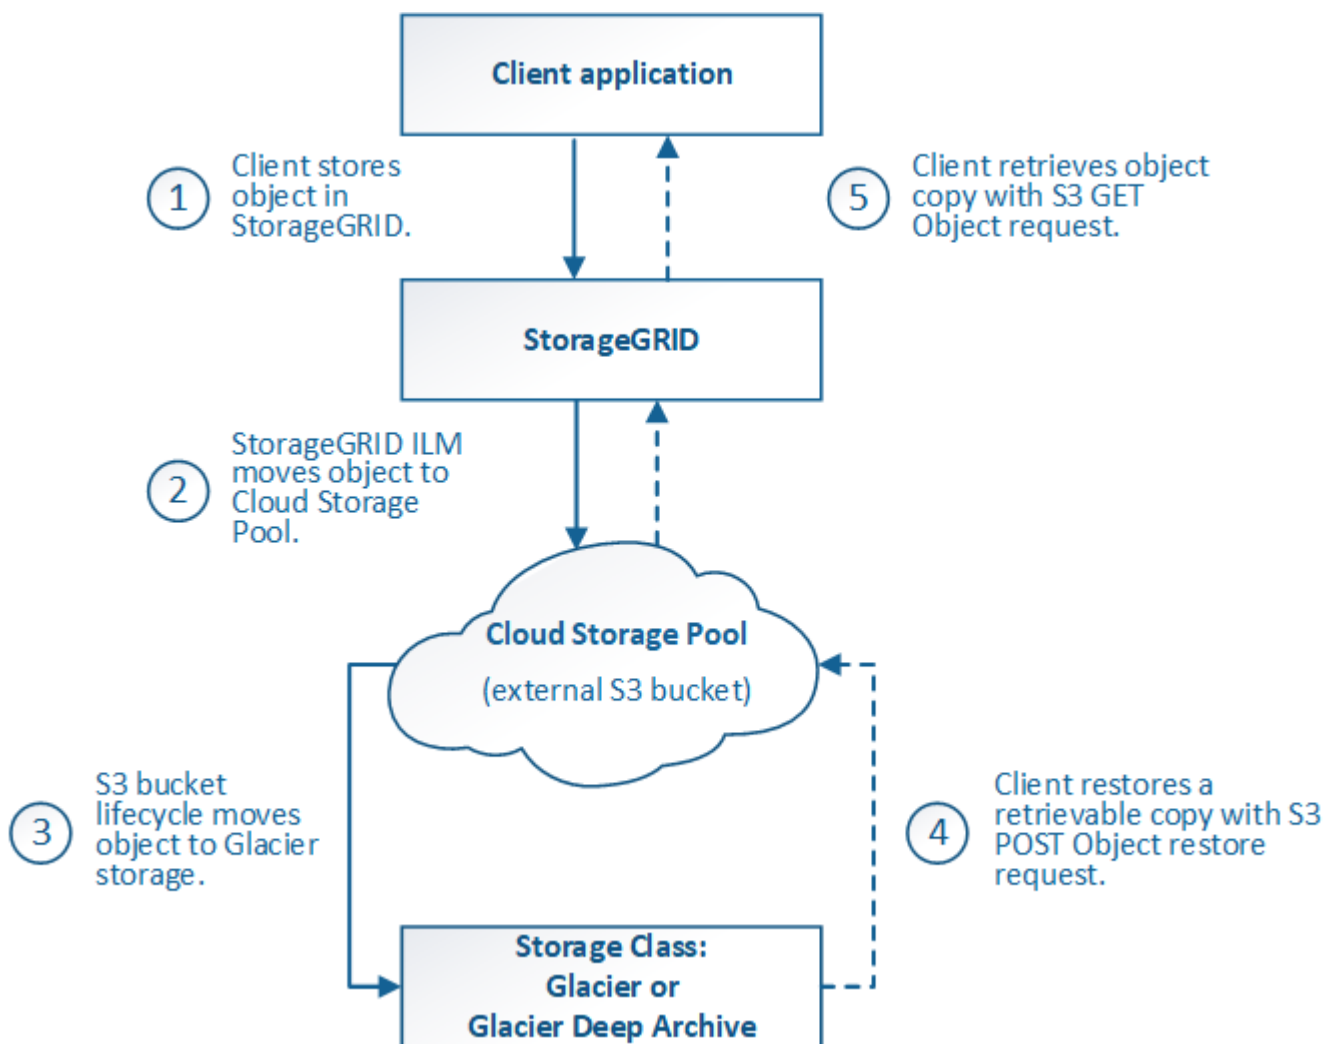 Client application
1
Client stores
object in
StorageGRID.
5
Client retrieves object
copy with S3 GET
Object request.
StorageGRID
2
StorageGRID ILM
moves object to
Cloud Storage
Pool.
Cloud Storage Pool
(external S3 bucket)
3
S3 bucket
lifecycle moves
object to Glacier
storage.
4
Client restores a
retrievable copy with S3
POST Object restore
request.
Storage Class:
Glacier or
Glacier Deep Archive